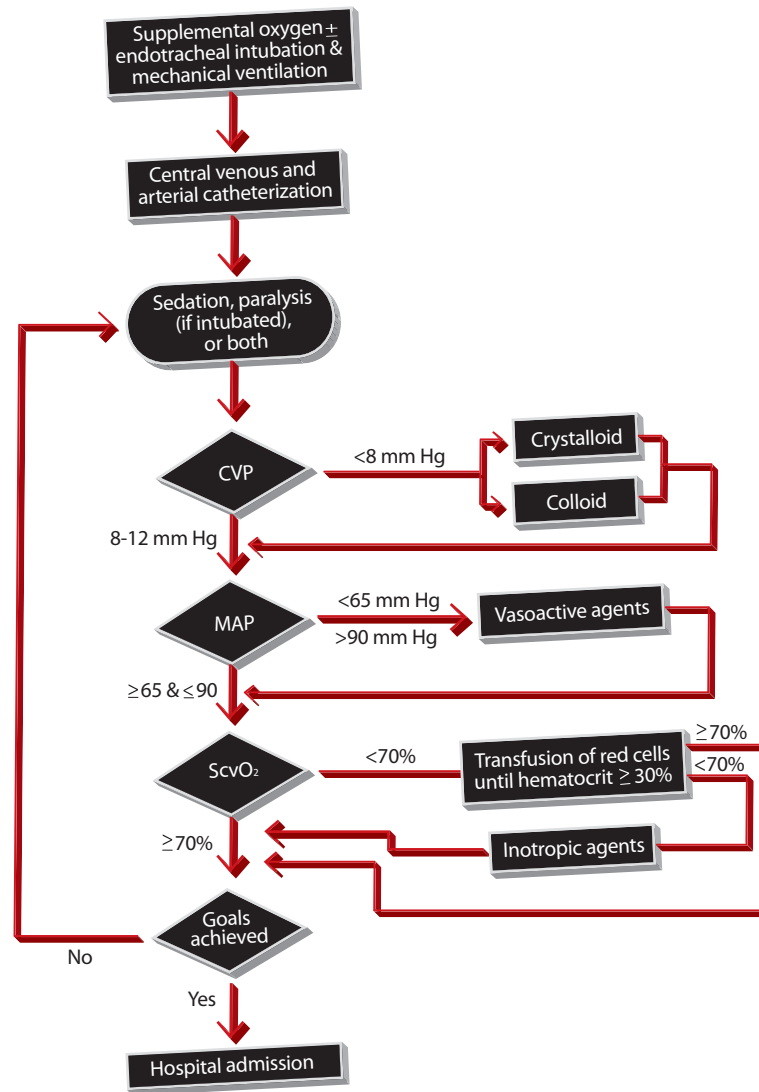 Supplemental oxygen ±
endotracheal intubation &
mechanical ventilation
Central venous and
arterial catheterization
Sedation, paralysis
(if intubated),
or both
CVP
<8 mm Hg
Crystalloid
Colloid
8-12 mm Hg
MAP
<65 mm Hg
>90 mm Hg
Vasoactive agents
≥65 & ≤90
ScvO₂
<70%
Transfusion of red cells
until hematocrit ≥ 30%
≥70%
<70%
Inotropic agents
≥70%
Goals
achieved
No
Yes
Hospital admission